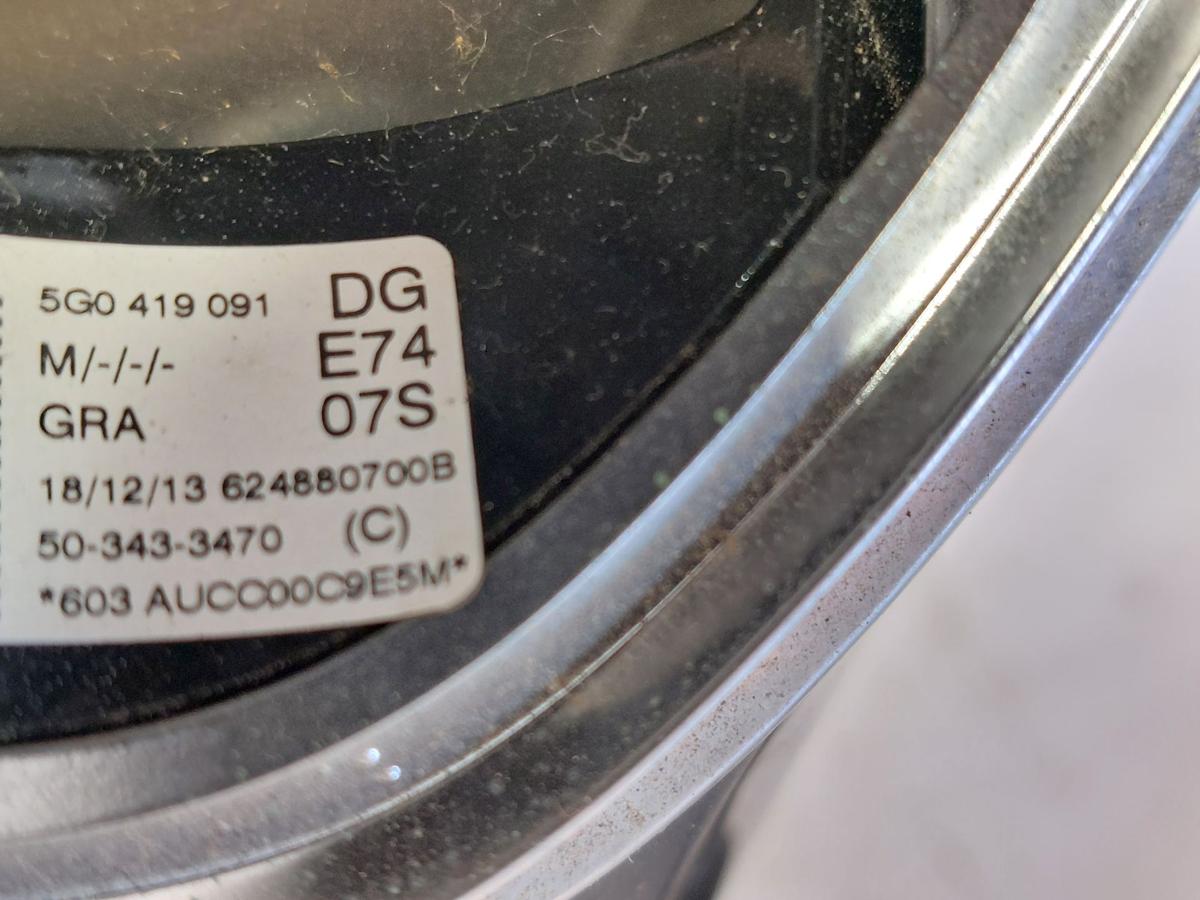 5G0 419 091 DG
M/-/-/- E74
GRA 07S
18/12/13 624880700B
50-343-3470 (C)
*603 AUCC00C9E5M*